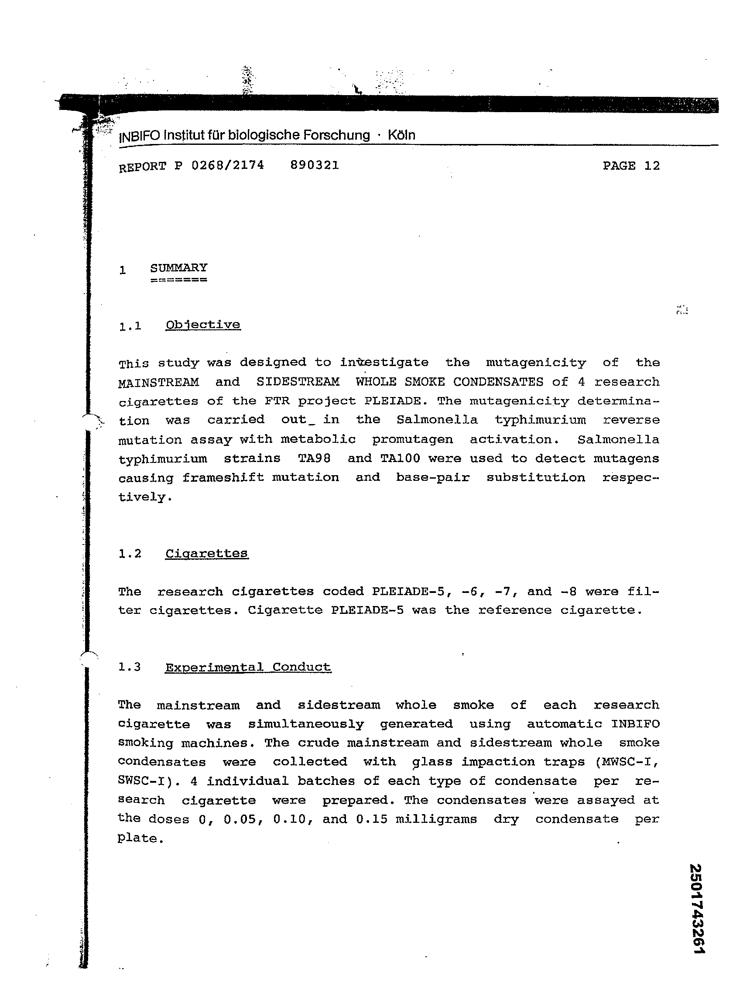 INBIFO Institut für biologische Forschung · Köln
REPORT P 0268/2174 890321 PAGE 12
1 SUMMARY
=======
1.1 Objective
This study was designed to investigate the mutagenicity of the
MAINSTREAM and SIDESTREAM WHOLE SMOKE CONDENSATES of 4 research
cigarettes of the FTR project PLEIADE. The mutagenicity determina-
tion was carried out_ in the Salmonella typhimurium reverse
mutation assay with metabolic promutagen activation. Salmonella
typhimurium strains TA98 and TA100 were used to detect mutagens
causing frameshift mutation and base-pair substitution respec-
tively.
1.2 Cigarettes
The research cigarettes coded PLEIADE-5, -6, -7, and -8 were fil-
ter cigarettes. Cigarette PLEIADE-5 was the reference cigarette.
1.3 Experimental Conduct
The mainstream and sidestream whole smoke of each research
cigarette was simultaneously generated using automatic INBIFO
smoking machines. The crude mainstream and sidestream whole smoke
condensates were collected with glass impaction traps (MWSC-I,
SWSC-I). 4 individual batches of each type of condensate per re-
search cigarette were prepared. The condensates were assayed at
the doses 0, 0.05, 0.10, and 0.15 milligrams dry condensate per
plate.
2501743261